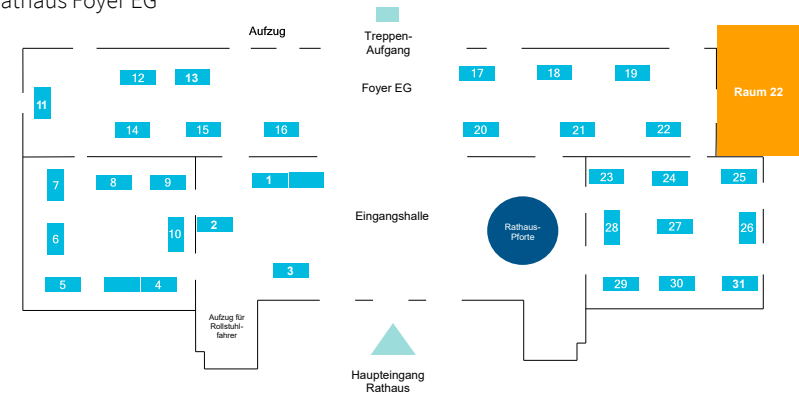 Rathaus Foyer EG
Aufzug
Treppen-
Aufgang
Foyer EG
11
12
13
14
15
16
17
18
19
20
21
22
Raum 22
7
8
9
6
10
5
4
1
2
3
Eingangshalle
Rathaus-
Pforte
23
24
25
28
27
26
29
30
31
Aufzug für
Rollstuhl-
fahrer
Haupteingang
Rathaus